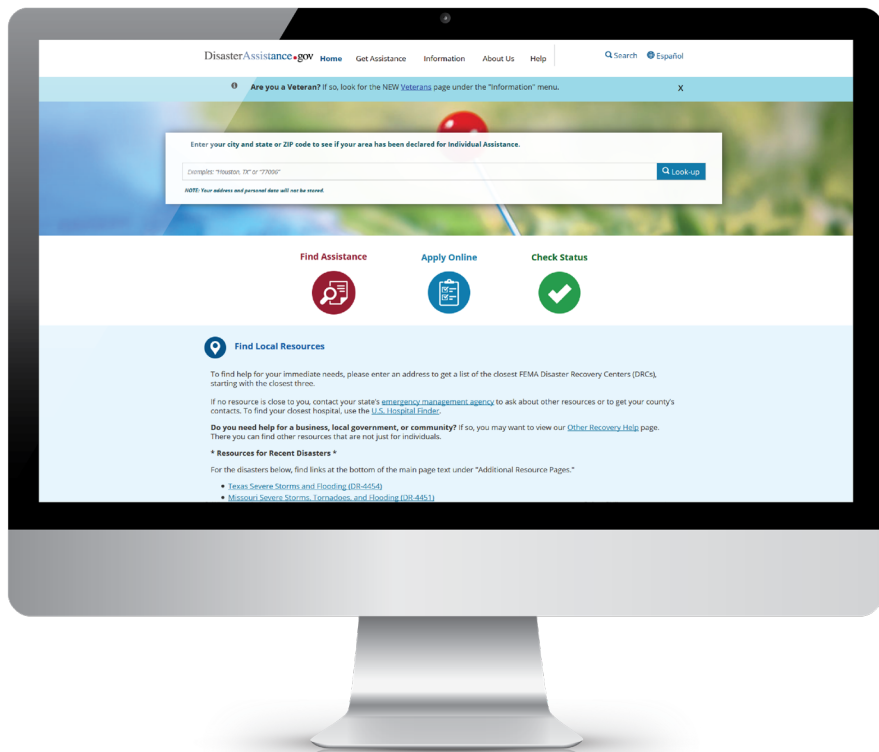 DisasterAssistance.gov Home Get Assistance Information About Us Help Search Español
Are you a Veteran? If so, look for the NEW Veterans page under the "Information" menu. X
Enter your city and state or ZIP code to see if your area has been declared for Individual Assistance.
Examples: "Houston, TX" or "77006" Look-up
NOTE: Your address and personal data will not be stored.
Find Assistance Apply Online Check Status
Find Local Resources
To find help for your immediate needs, please enter an address to get a list of the closest FEMA Disaster Recovery Centers (DRCs),
starting with the closest three.
If no resource is close to you, contact your state's emergency management agency to ask about other resources or to get your county's
contacts. To find your closest hospital, use the U.S. Hospital Finder.
Do you need help for a business, local government, or community? If so, you may want to view our Other Recovery Help page.
There you can find other resources that are not just for individuals.
* Resources for Recent Disasters *
For the disasters below, find links at the bottom of the main page text under "Additional Resource Pages."
• Texas Severe Storms and Flooding (DR-4454)
• Missouri Severe Storms, Tornadoes, and Flooding (DR-4451)